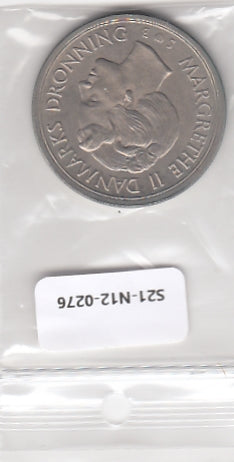 MARGRETHE II DANMARKS DRONNING
S21-N12-0276